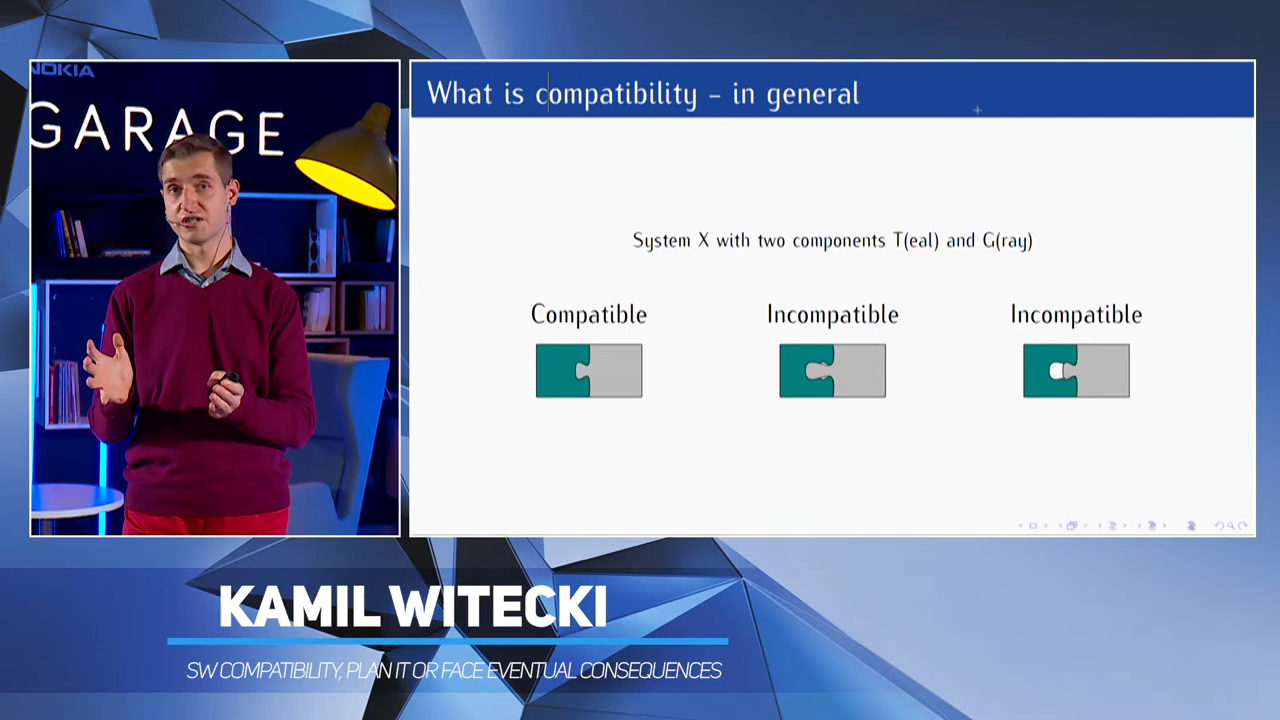 NOKIA
GARAGE
What is compatibility – in general
System X with two components T(eal) and G(ray)
Compatible
Incompatible
Incompatible
KAMIL WITECKI
SW COMPATIBILITY, PLAN IT OR FACE EVENTUAL CONSEQUENCES